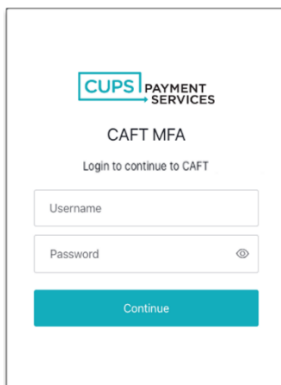 CUPS PAYMENT
SERVICES
CAFT MFA
Login to continue to CAFT
Username
Password
Continue